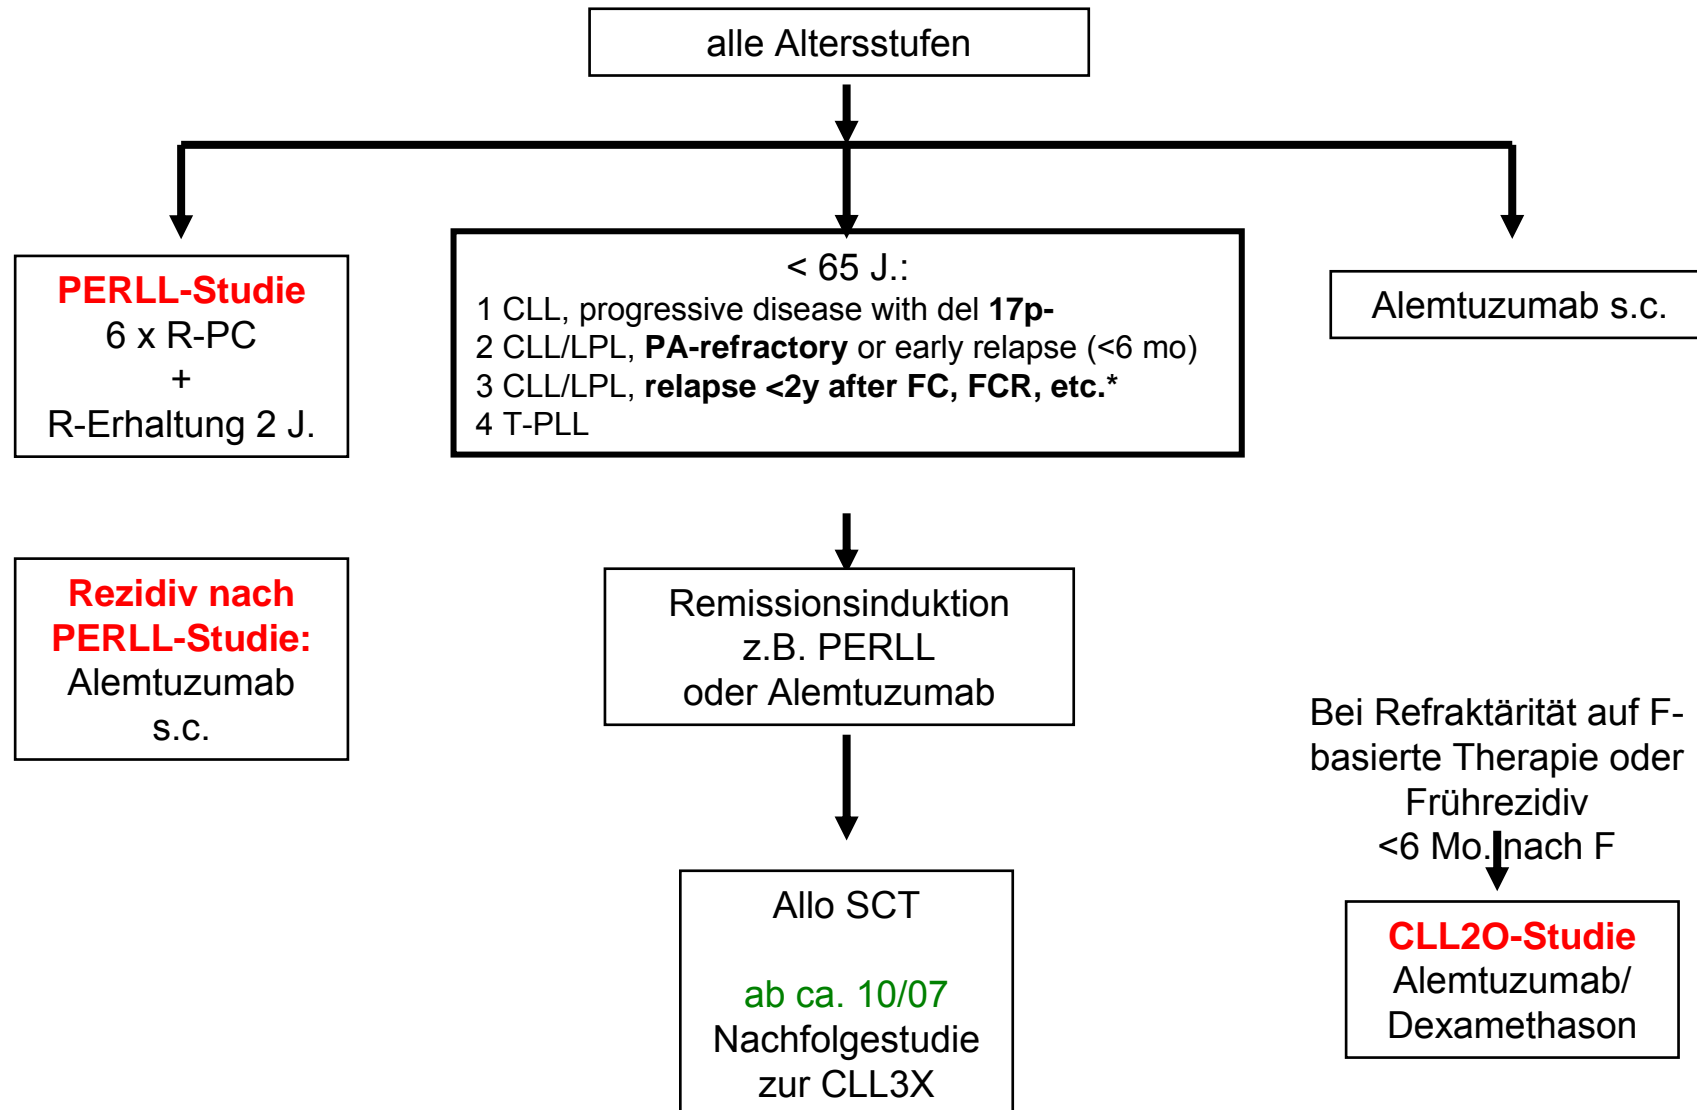 alle Altersstufen
PERLL-Studie
6 x R-PC
+
R-Erhaltung 2 J.
< 65 J.:
1 CLL, progressive disease with del 17p-
2 CLL/LPL, PA-refractory or early relapse (<6 mo)
3 CLL/LPL, relapse <2y after FC, FCR, etc.*
4 T-PLL
Alemtuzumab s.c.
Rezidiv nach
PERLL-Studie:
Alemtuzumab
s.c.
Remissionsinduktion
z.B. PERLL
oder Alemtuzumab
Bei Refraktärität auf F-
basierte Therapie oder
Frührezidiv
<6 Mo. nach F
Allo SCT
ab ca. 10/07
Nachfolgestudie
zur CLL3X
CLL2O-Studie
Alemtuzumab/
Dexamethason